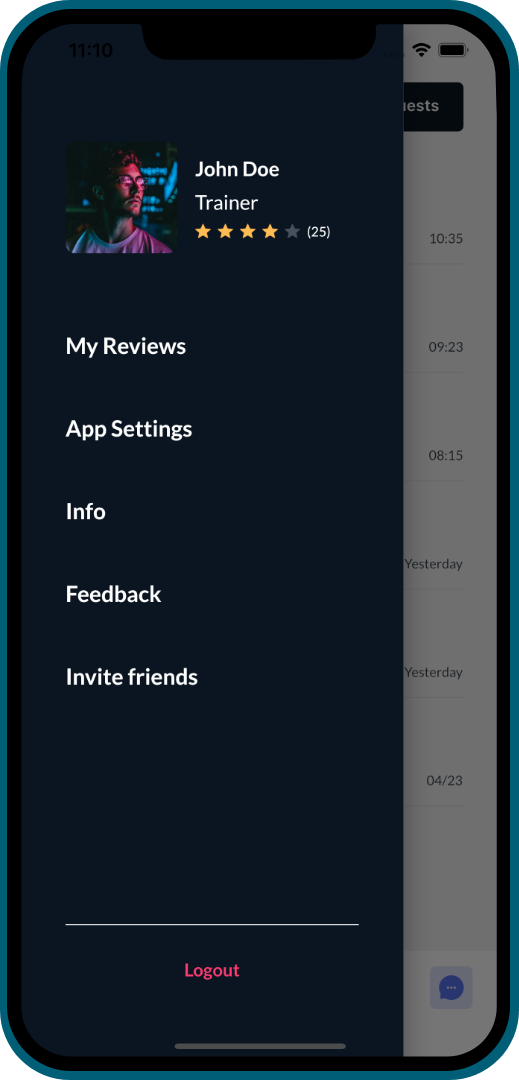 11:10
John Doe
Trainer
(25)
My Reviews
App Settings
Info
Feedback
Invite friends
Logout
10:35
09:23
08:15
Yesterday
Yesterday
04/23